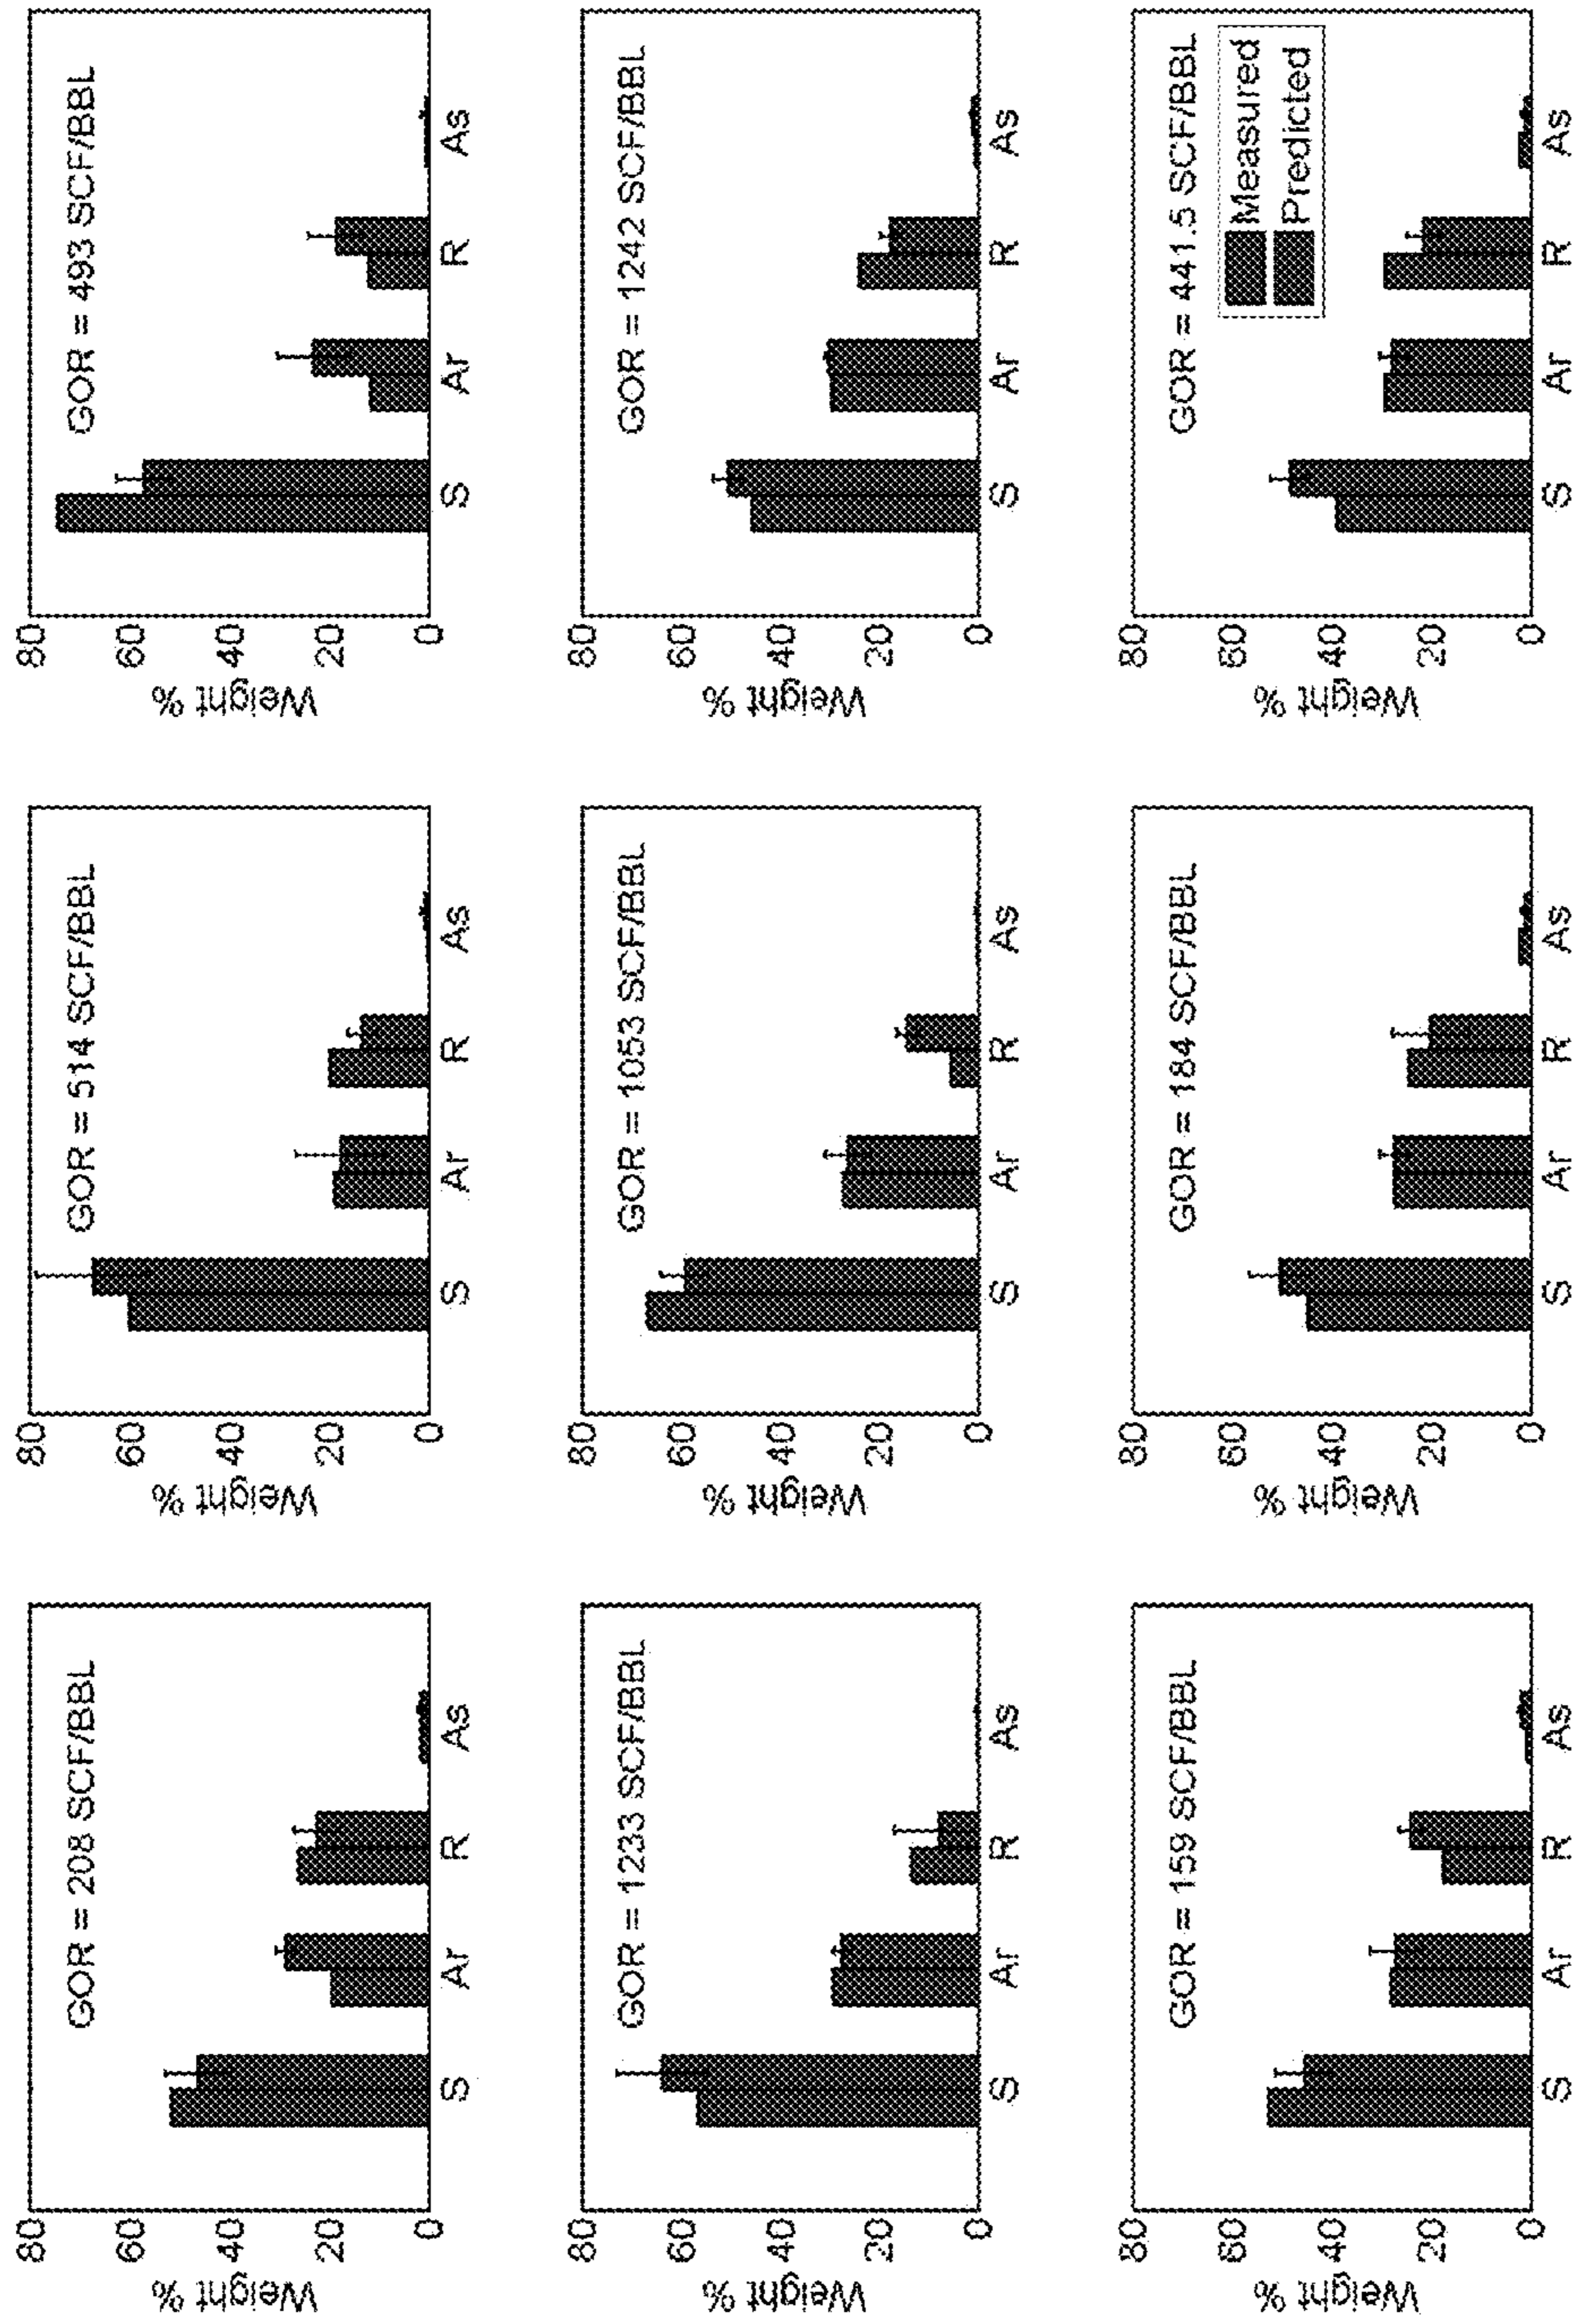 GOR = 208 SCF/BBL
Weight %
80
60
40
20
0
S Ar R As
GOR = 514 SCF/BBL
Weight %
80
60
40
20
0
S Ar R As
GOR = 493 SCF/BBL
Weight %
80
60
40
20
0
S Ar R As
GOR = 1233 SCF/BBL
Weight %
80
60
40
20
0
S Ar R As
GOR = 1053 SCF/BBL
Weight %
80
60
40
20
0
S Ar R As
GOR = 1242 SCF/BBL
Weight %
80
60
40
20
0
S Ar R As
GOR = 159 SCF/BBL
Weight %
80
60
40
20
0
S Ar R As
GOR = 184 SCF/BBL
Weight %
80
60
40
20
0
S Ar R As
GOR = 441.5 SCF/BBL
Measured
Predicted
Weight %
80
60
40
20
0
S Ar R As